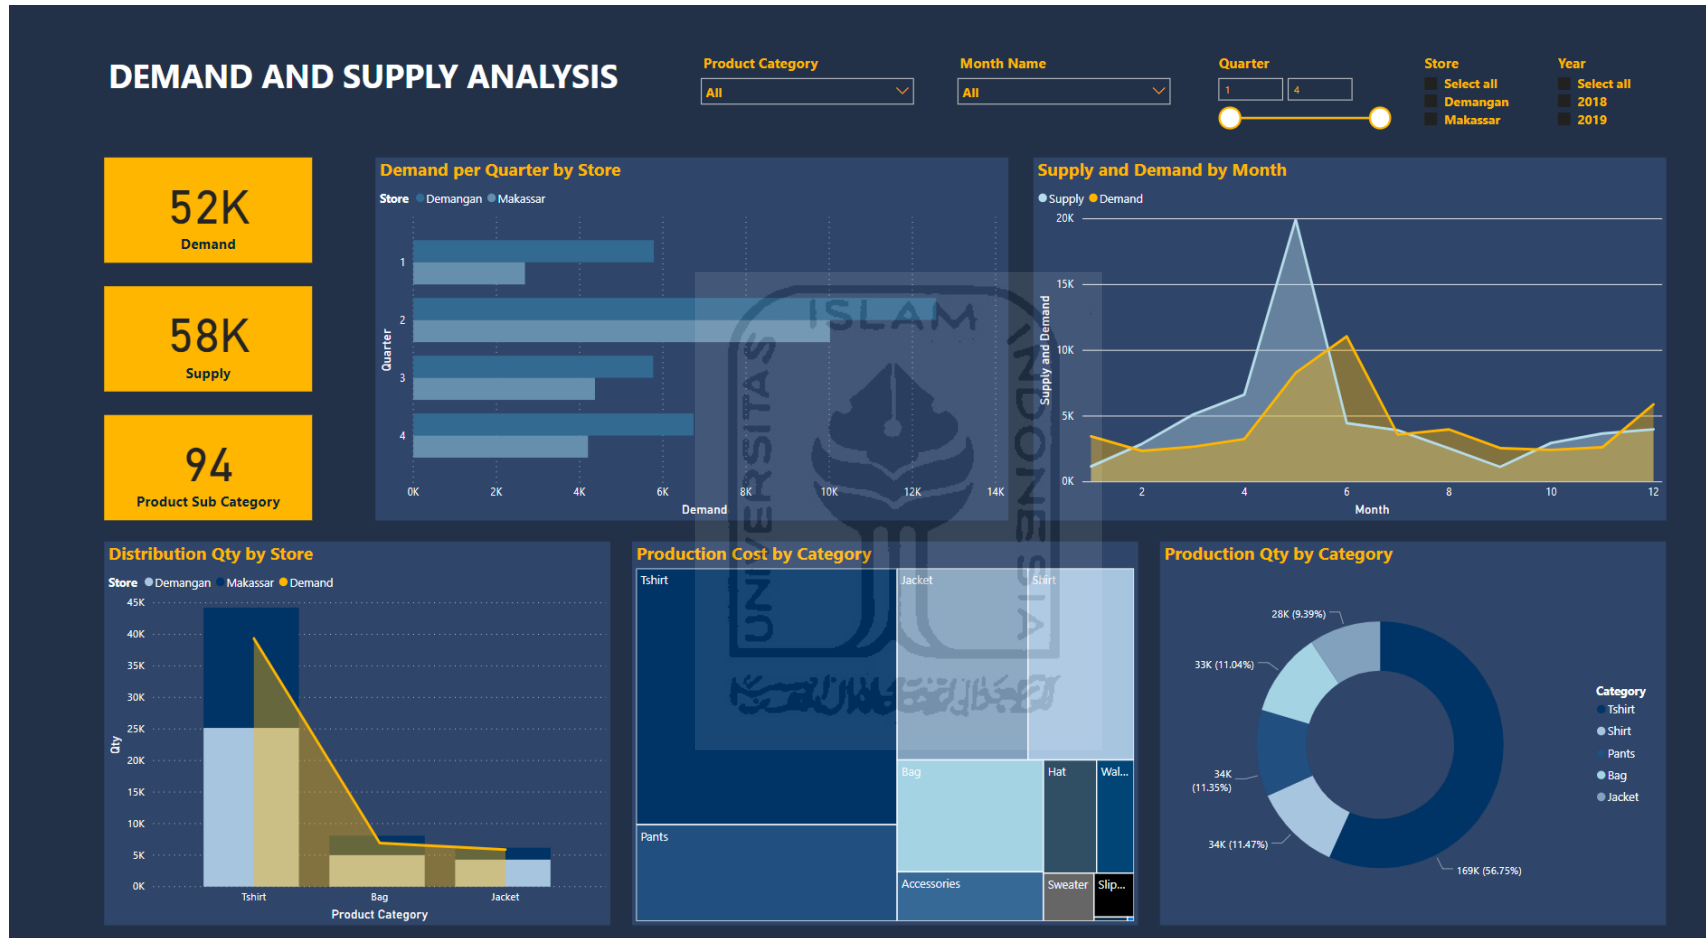 DEMAND AND SUPPLY ANALYSIS
Product Category
All
Month Name
All
Quarter
1 4
Store
Select all
Demangan
Makassar
Year
Select all
2018
2019
52K
Demand
58K
Supply
94
Product Sub Category
Demand per Quarter by Store
Store Demangan Makassar
Quarter
1
2
3
4
0K 2K 4K 6K 8K 10K 12K 14K
Demand
Supply and Demand by Month
Supply Demand
Supply and Demand
20K
15K
10K
5K
0K
2 4 6 8 10 12
Month
UNIVERSITAS
ISLAM
INDONESIA
Distribution Qty by Store
Store Demangan Makassar Demand
Qty
45K
40K
35K
30K
25K
20K
15K
10K
5K
0K
Tshirt Bag Jacket
Product Category
Production Cost by Category
Tshirt
Jacket
Shirt
Bag
Hat
Wal...
Pants
Accessories
Sweater
Slip...
Production Qty by Category
28K (9.39%)
33K (11.04%)
34K
(11.35%)
34K (11.47%)
169K (56.75%)
Category
Tshirt
Shirt
Pants
Bag
Jacket